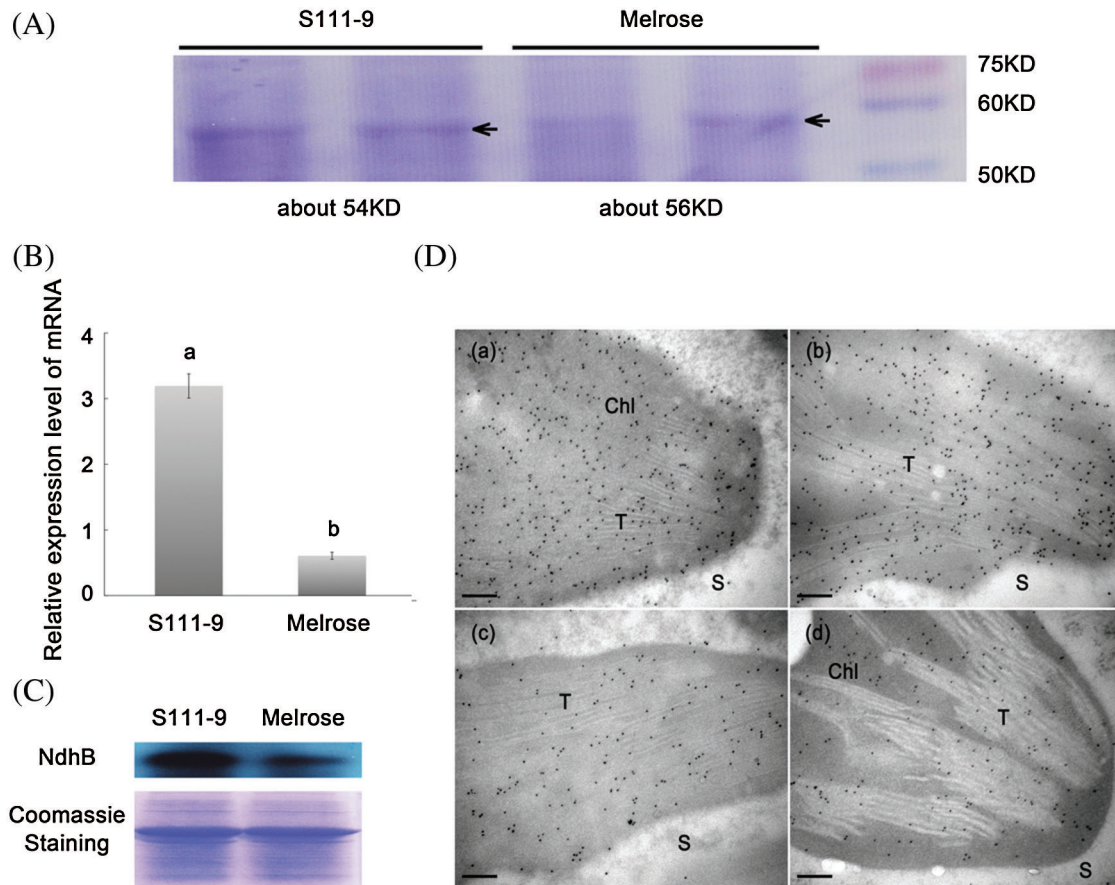 (A)
S111-9 Melrose
75KD
60KD
50KD
about 54KD about 56KD
(B)
Relative expression level of mRNA
4
3
2
1
0
a
b
S111-9 Melrose
(C)
S111-9 Melrose
NdhB
Coomassie
Staining
(D)
(a)
Chl
T
S
(b)
T
S
(c)
T
S
(d)
Chl
T
S